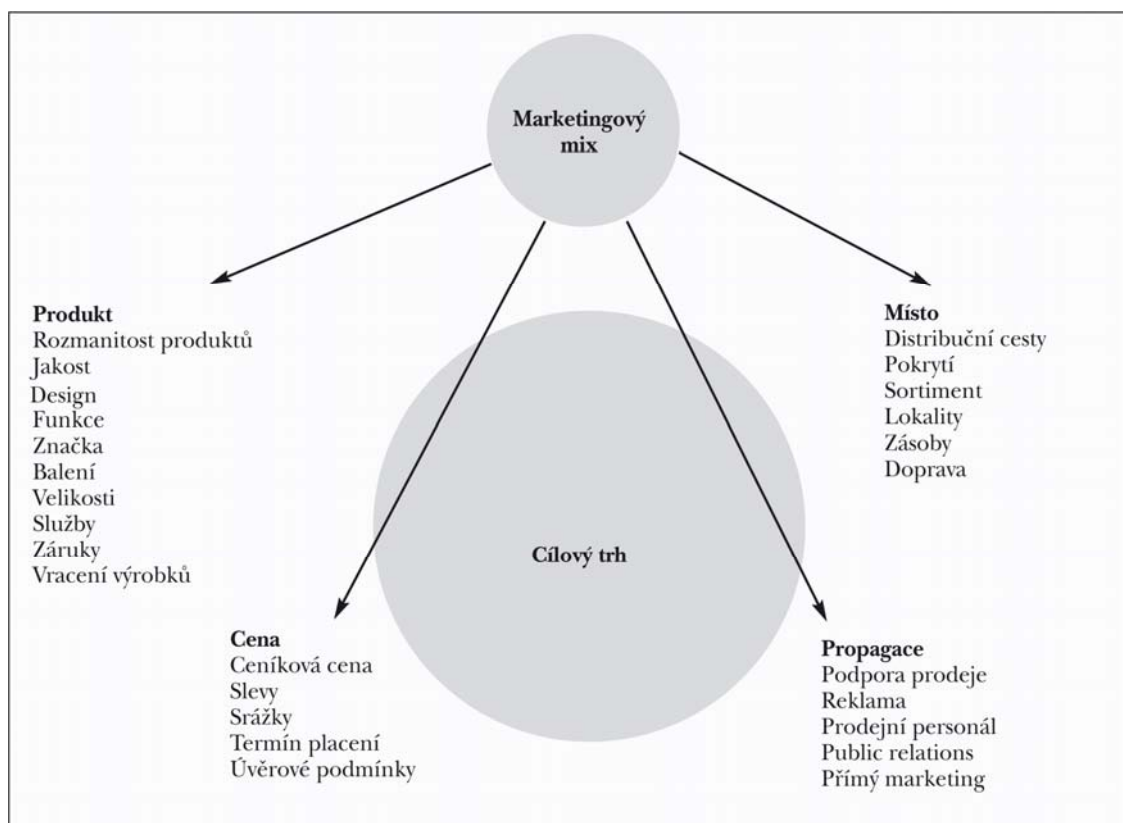 Marketingový
mix
Produkt
Rozmanitost produktů
Jakost
Design
Funkce
Značka
Balení
Velikosti
Služby
Záruky
Vracení výrobků
Cena
Ceníková cena
Slevy
Srážky
Termín placení
Úvěrové podmínky
Cílový trh
Místo
Distribuční cesty
Pokrytí
Sortiment
Lokality
Zásoby
Doprava
Propagace
Podpora prodeje
Reklama
Prodejní personál
Public relations
Přímý marketing